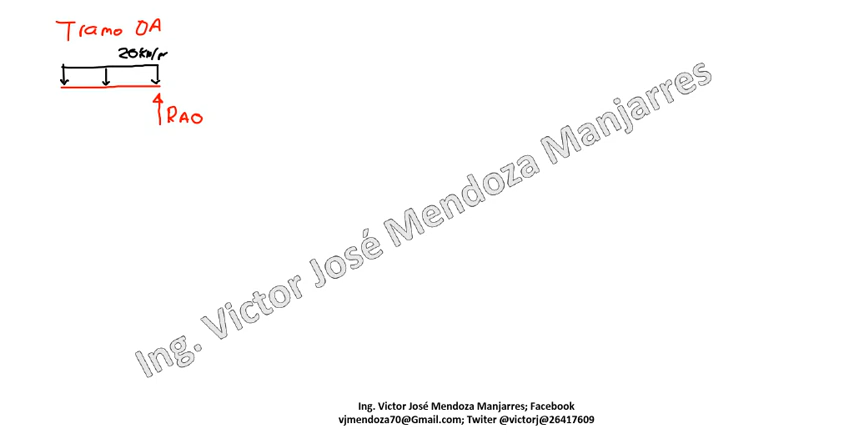 Tramo OA
20KN/m
RAO
Ing. Victor José Mendoza Manjarres
Ing. Victor José Mendoza Manjarres; Facebook
vjmendoza70@Gmail.com; Twiter @victorj@26417609